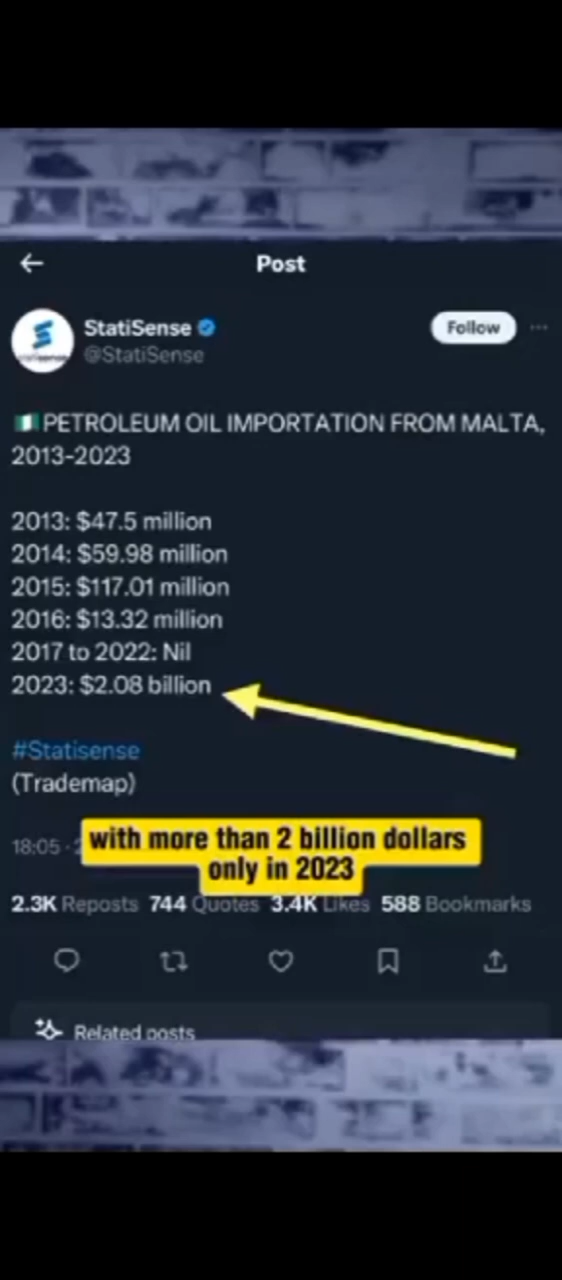 Post
StatiSense
Follow
@StatiSense
PETROLEUM OIL IMPORTATION FROM MALTA,
2013-2023
2013: $47.5 million
2014: $59.98 million
2015: $117.01 million
2016: $13.32 million
2017 to 2022: Nil
2023: $2.08 billion
#Statisense
(Trademap)
18:05 ·
with more than 2 billion dollars
only in 2023
2.3K Reposts 744 Quotes 3.4K Likes 588 Bookmarks
Related posts